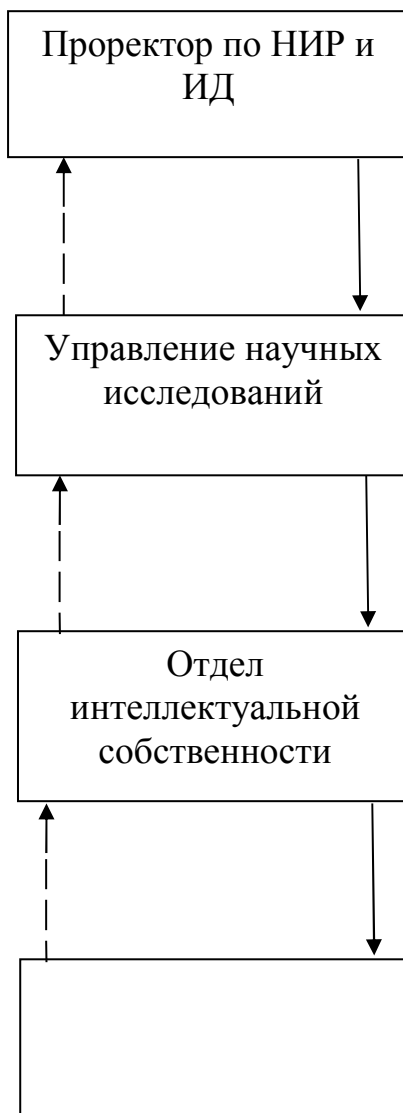 Проректор по НИР и
ИД
Управление научных
исследований
Отдел
интеллектуальной
собственности